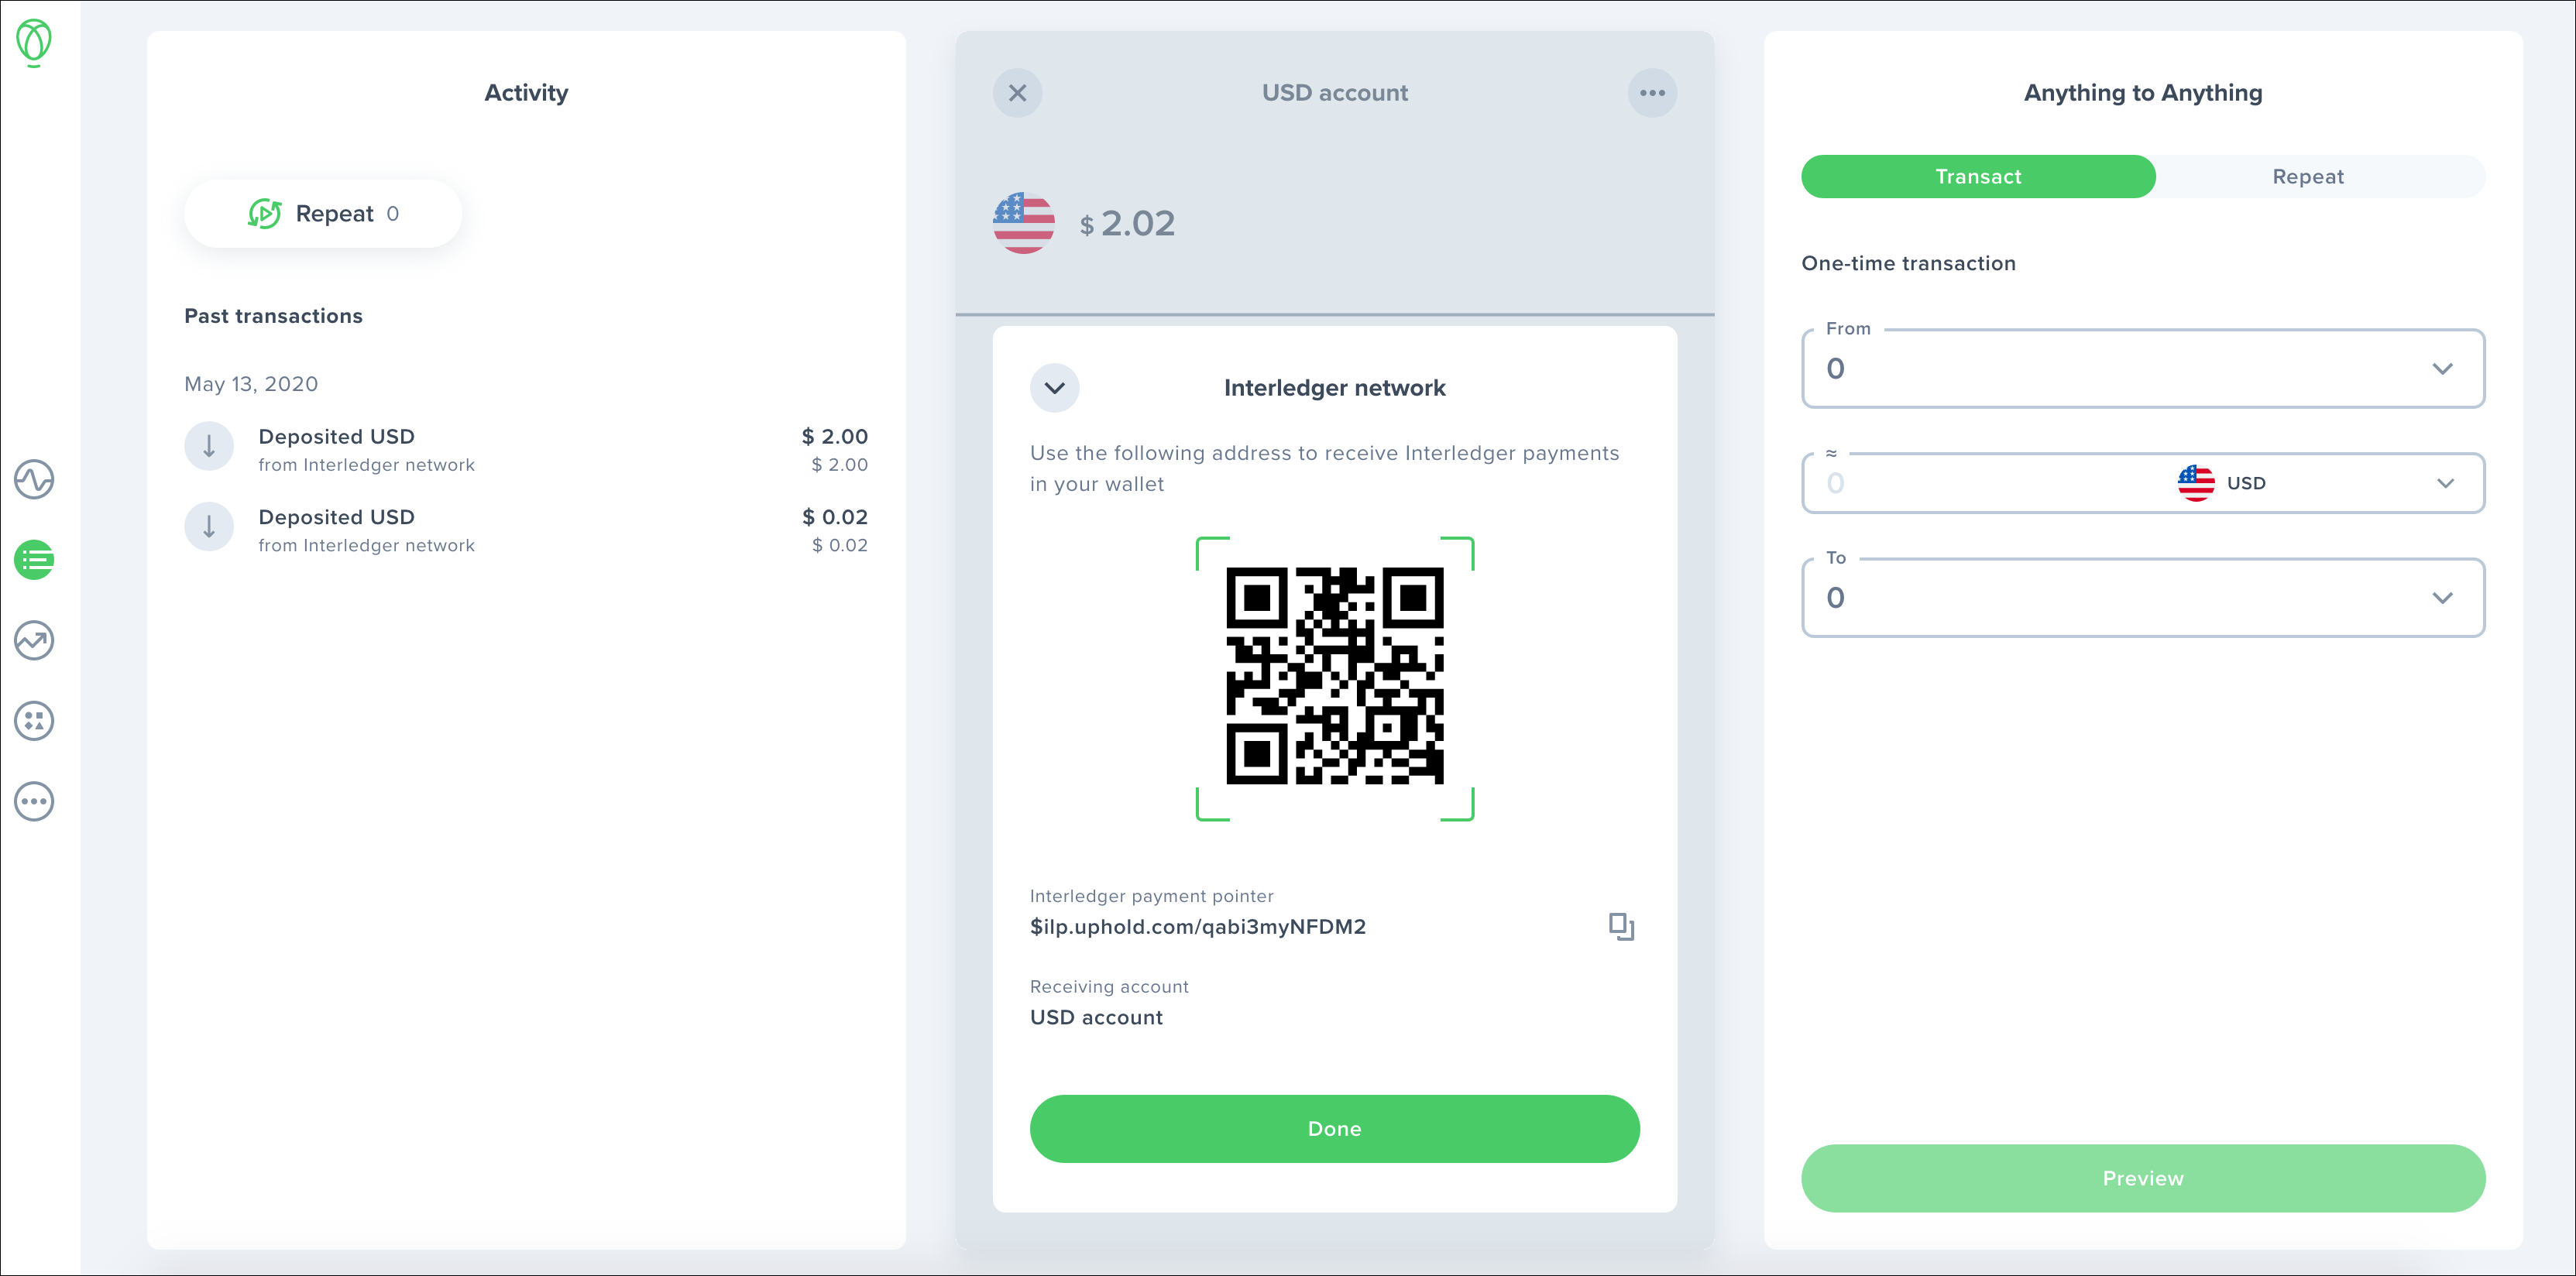 Activity
Repeat 0
Past transactions
May 13, 2020
Deposited USD $ 2.00
from Interledger network $ 2.00
Deposited USD $ 0.02
from Interledger network $ 0.02
USD account
$ 2.02
Interledger network
Use the following address to receive Interledger payments
in your wallet
Interledger payment pointer
$ilp.uphold.com/qabi3myNFDM2
Receiving account
USD account
Done
Anything to Anything
Transact Repeat
One-time transaction
From
0
≈
0 USD
To
0
Preview